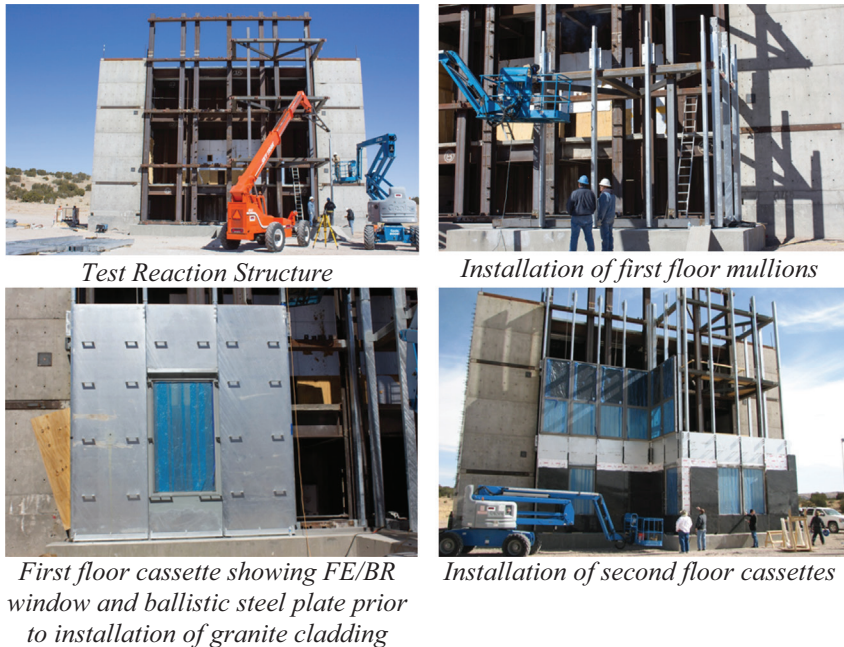 Test Reaction Structure
Installation of first floor mullions
First floor cassette showing FE/BR
window and ballistic steel plate prior
to installation of granite cladding
Installation of second floor cassettes